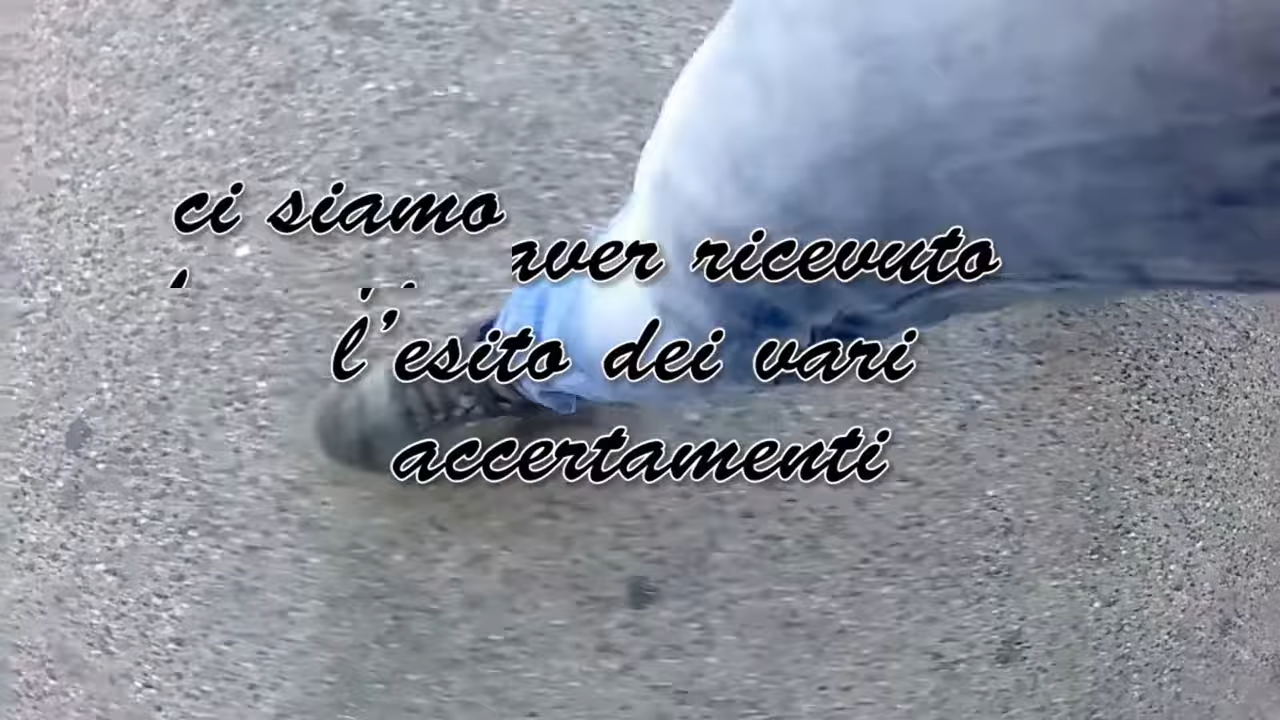 ci siamo
aver ricevuto
l'esito dei vari
accertamenti